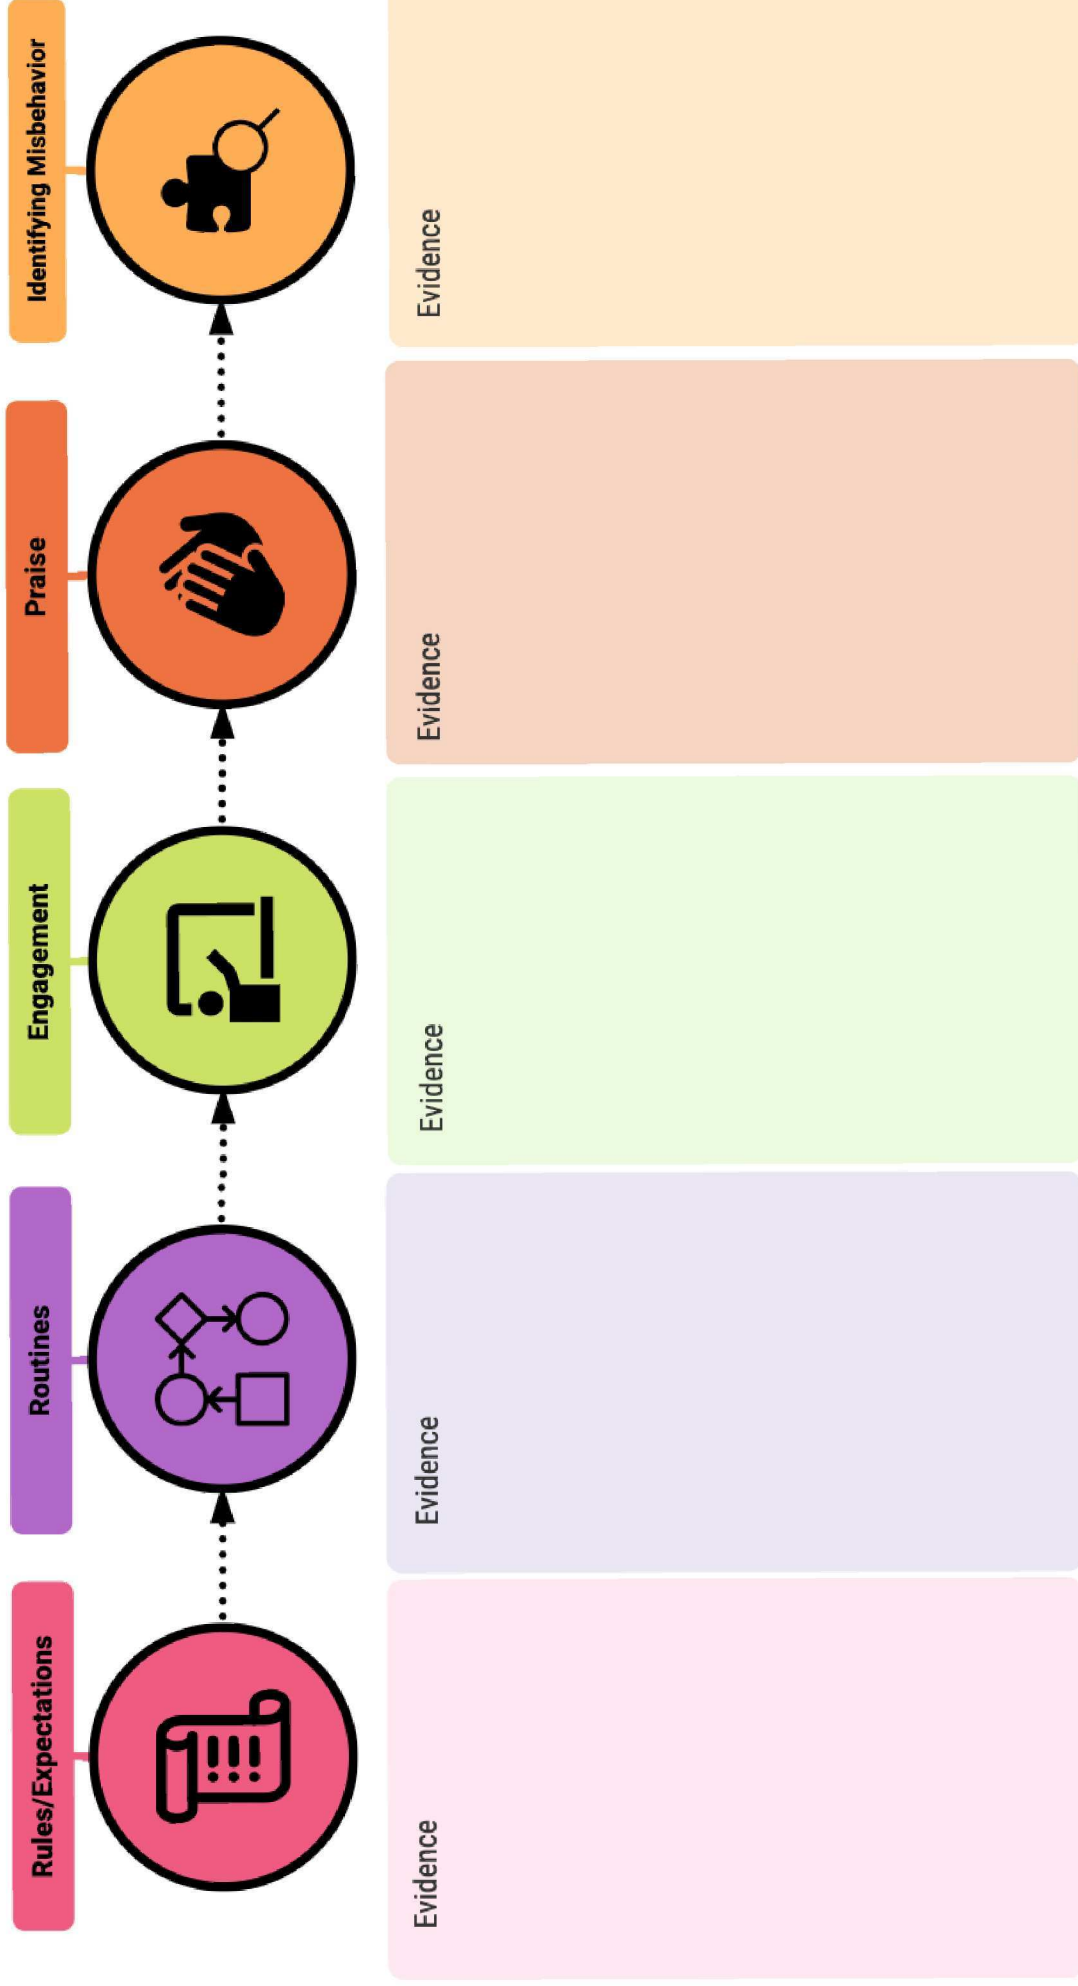 Rules/Expectations
Routines
Engagement
Praise
Identifying Misbehavior
Evidence
Evidence
Evidence
Evidence
Evidence